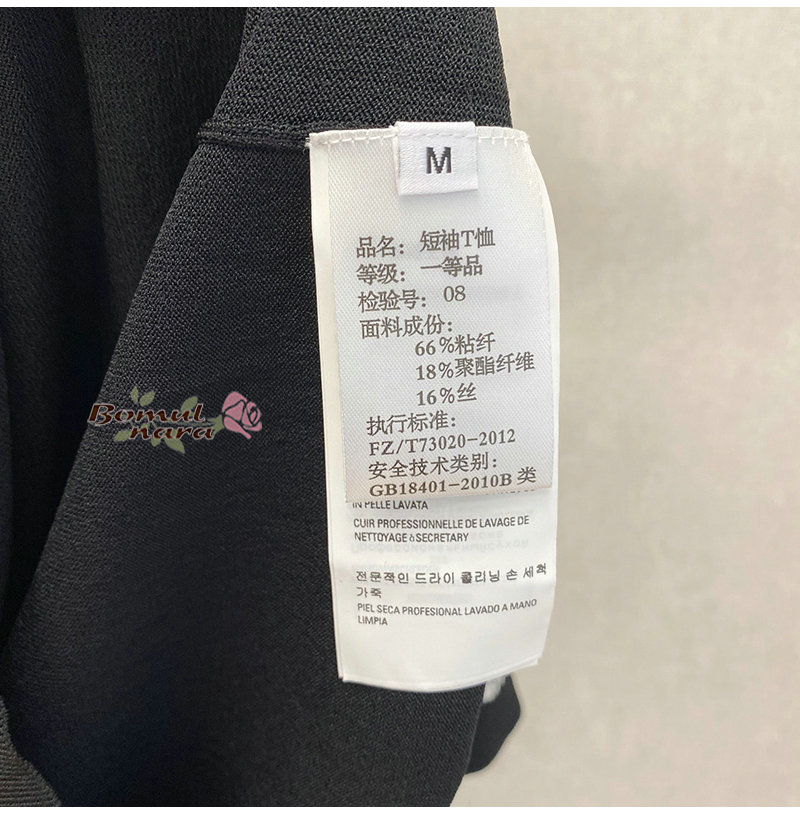 M
品名: 短袖T恤
等级: 一等品
检验号: 08
面料成份:
66%粘纤
18%聚酯纤维
16%丝
执行标准:
FZ/T73020-2012
安全技术类别:
GB18401-2010B 类
IN PELLE LAVATA
CUIR PROFESSIONNELLE DE LAVAGE DE
NETTOYAGE à SECRETARY
전문적인 드라이 콜리닝 손 세척
가죽
PIEL SECA PROFESIONAL LAVADO A MANO
LIMPIA
Bomul
nara